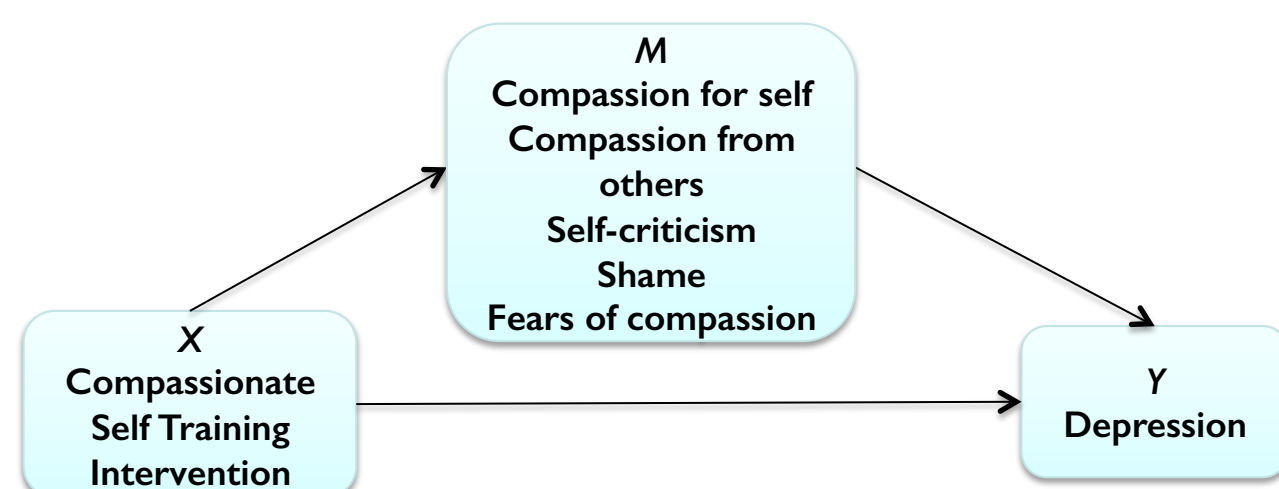 M
Compassion for self
Compassion from
others
Self-criticism
Shame
Fears of compassion
X
Compassionate
Self Training
Intervention
Y
Depression